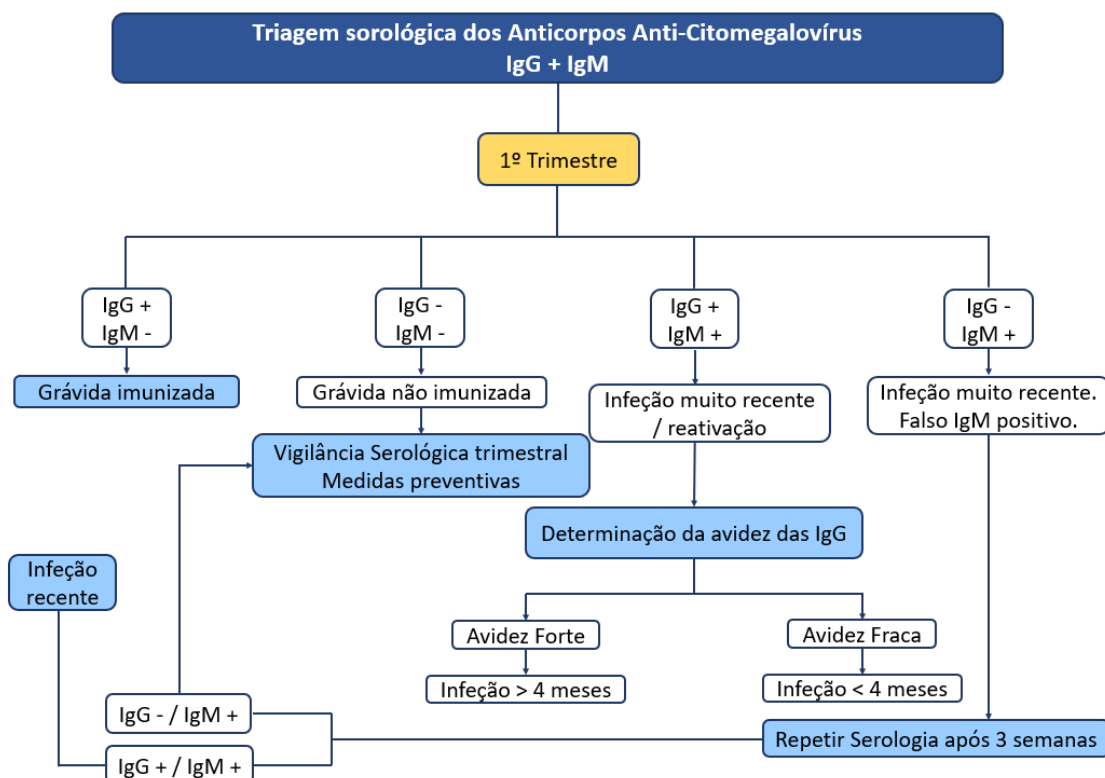 Triagem sorológica dos Anticorpos Anti-Citomegalovírus
IgG + IgM
1º Trimestre
IgG +
IgM -
IgG -
IgM -
IgG +
IgM +
IgG -
IgM +
Grávida imunizada
Grávida não imunizada
Infeção muito recente
/ reativação
Infeção muito recente.
Falso IgM positivo.
Vigilância Serológica trimestral
Medidas preventivas
Determinação da avidez das IgG
Infeção
recente
Avidez Forte
Avidez Fraca
Infeção > 4 meses
Infeção < 4 meses
IgG - / IgM +
Repetir Serologia após 3 semanas
IgG + / IgM +